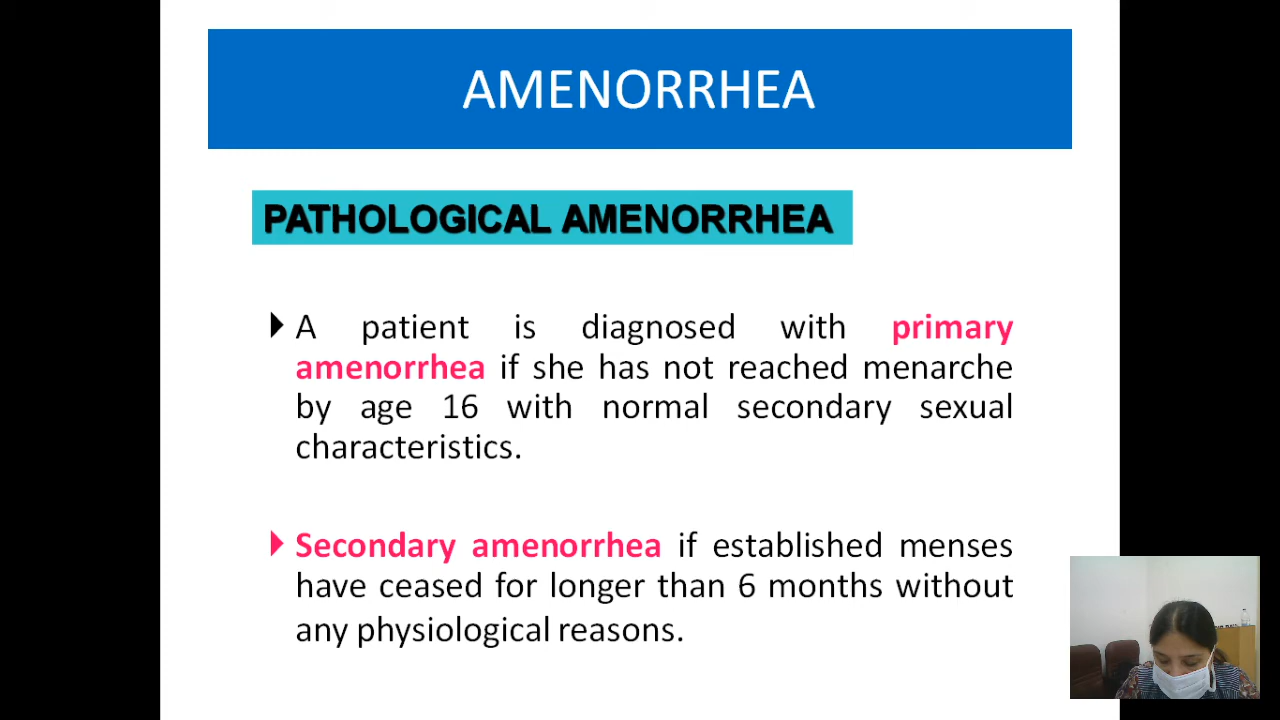 AMENORRHEA
PATHOLOGICAL AMENORRHEA
A patient is diagnosed with primary
amenorrhea if she has not reached menarche
by age 16 with normal secondary sexual
characteristics.
Secondary amenorrhea if established menses
have ceased for longer than 6 months without
any physiological reasons.